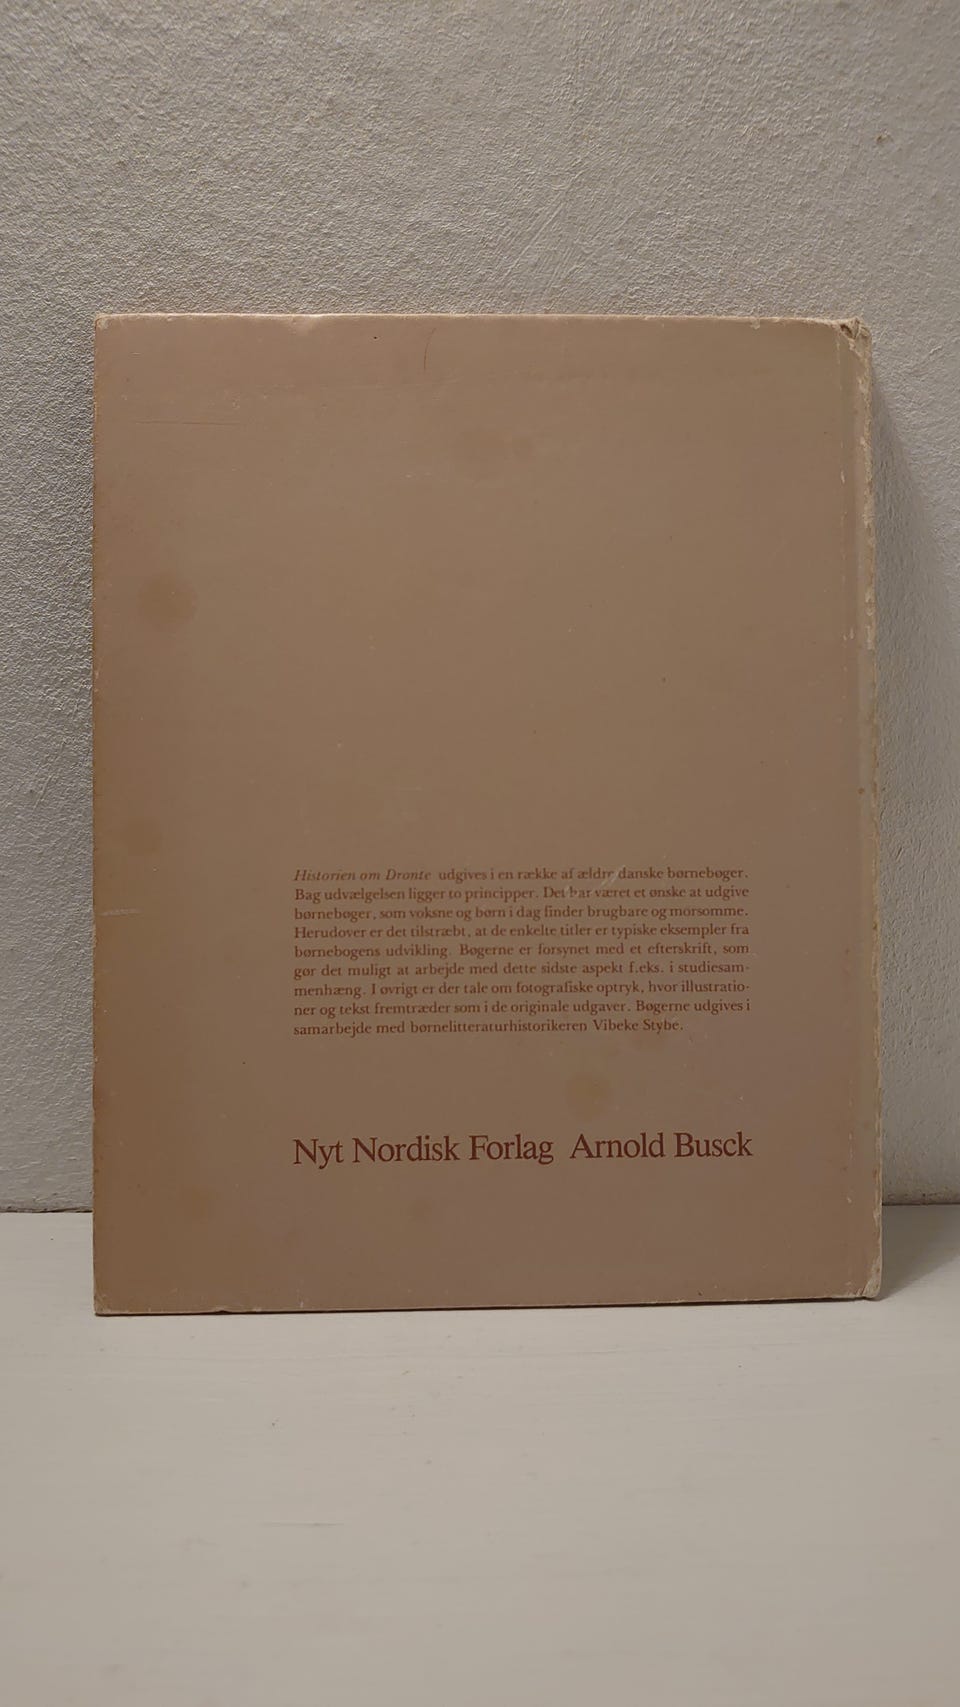 Historien om Dronte udgives i en række af ældre danske børnebøger.
Bag udvælgelsen ligger to principper. Det har været et ønske at udgive
børnebøger, som voksne og børn i dag finder brugbare og morsomme.
Herudover er det tilstræbt, at de enkelte titler er typiske eksempler fra
børnebogens udvikling. Bøgerne er forsynet med et efterskrift, som
gør det muligt at arbejde med dette sidste aspekt f.eks. i studiesam-
menhæng. I øvrigt er der tale om fotografiske optryk, hvor illustratio-
ner og tekst fremtræder som i de originale udgaver. Bøgerne udgives i
samarbejde med børnelitteraturhistorikeren Vibeke Stybe.
Nyt Nordisk Forlag Arnold Busck